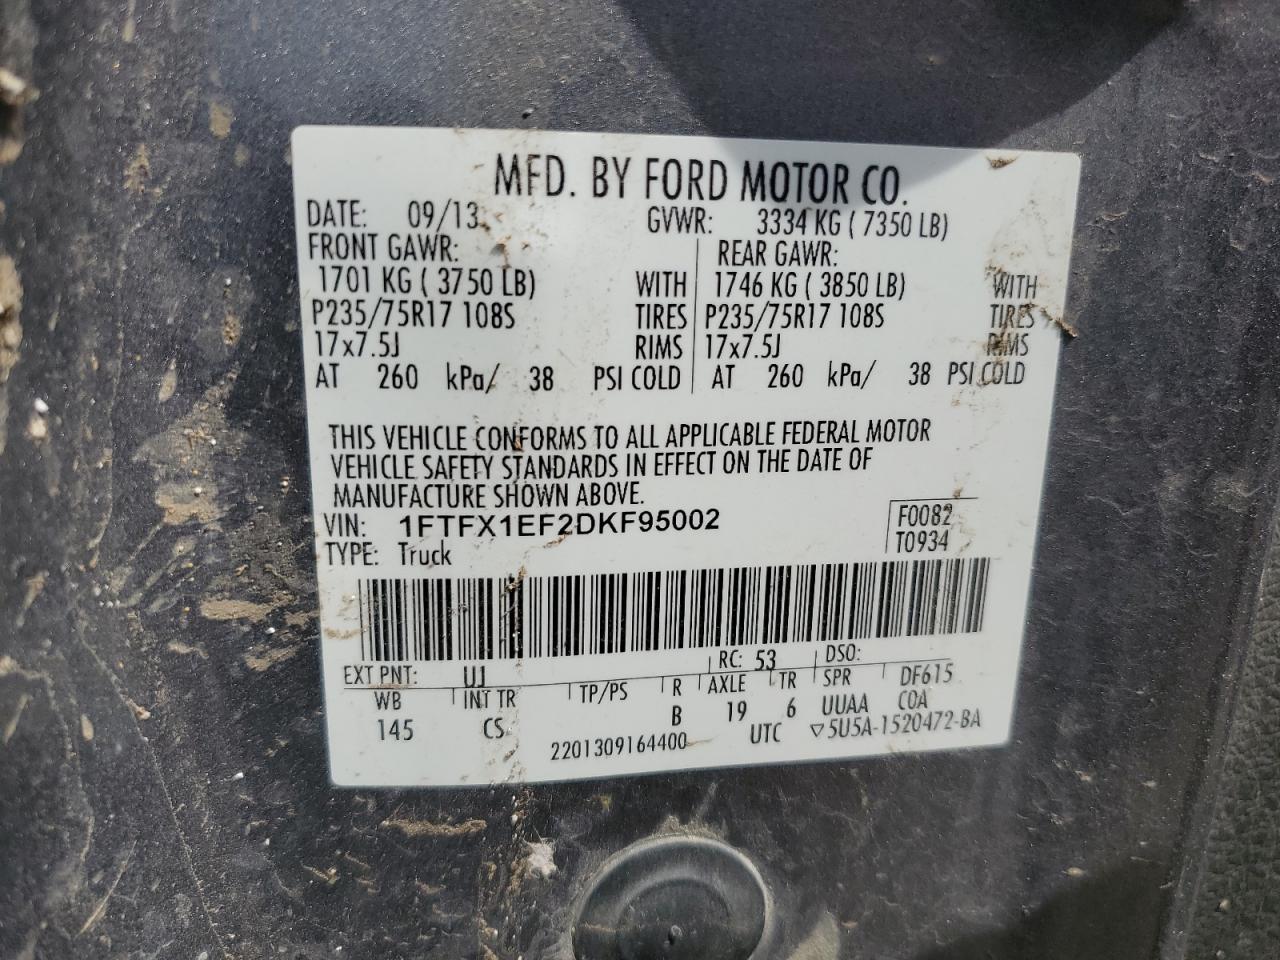 MFD. BY FORD MOTOR CO.
DATE: 09/13 GVWR: 3334 KG ( 7350 LB)
FRONT GAWR: REAR GAWR:
1701 KG ( 3750 LB) WITH 1746 KG ( 3850 LB) WITH
P235/75R17 108S TIRES P235/75R17 108S TIRES
17x7.5J RIMS 17x7.5J RIMS
AT 260 kPa/ 38 PSI COLD AT 260 kPa/ 38 PSI COLD
THIS VEHICLE CONFORMS TO ALL APPLICABLE FEDERAL MOTOR
VEHICLE SAFETY STANDARDS IN EFFECT ON THE DATE OF
MANUFACTURE SHOWN ABOVE.
VIN: 1FTFX1EF2DKF95002 F0082
TYPE: Truck T0934
EXT PNT: UJ RC: 53 DSO:
WB INT TR TP/PS R AXLE TR SPR DF615
145 CS B 19 6 UUAA COA
2201309164400 UTC ▽5U5A-1520472-BA